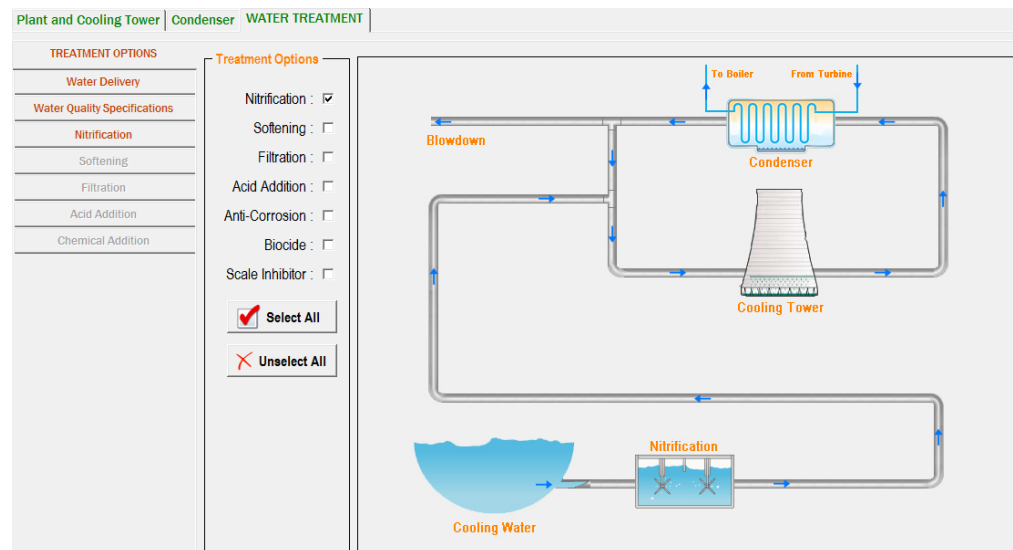 Plant and Cooling Tower
Condenser
WATER TREATMENT
TREATMENT OPTIONS
Water Delivery
Water Quality Specifications
Nitrification
Softening
Filtration
Acid Addition
Chemical Addition
Treatment Options
Nitrification :
Softening :
Filtration :
Acid Addition :
Anti-Corrosion :
Biocide :
Scale Inhibitor :
Select All
Unselect All
To Boiler
From Turbine
Blowdown
Condenser
Cooling Tower
Nitrification
Cooling Water